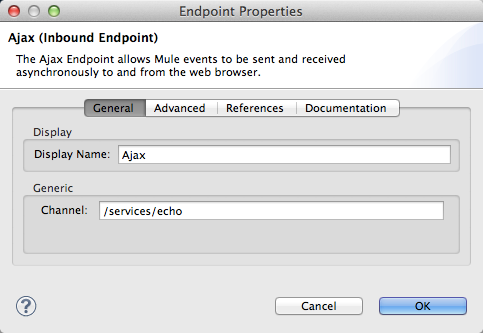 Endpoint Properties
Ajax (Inbound Endpoint)
The Ajax Endpoint allows Mule events to be sent and received
asynchronously to and from the web browser.
General Advanced References Documentation
Display
Display Name: Ajax
Generic
Channel: /services/echo
? Cancel OK